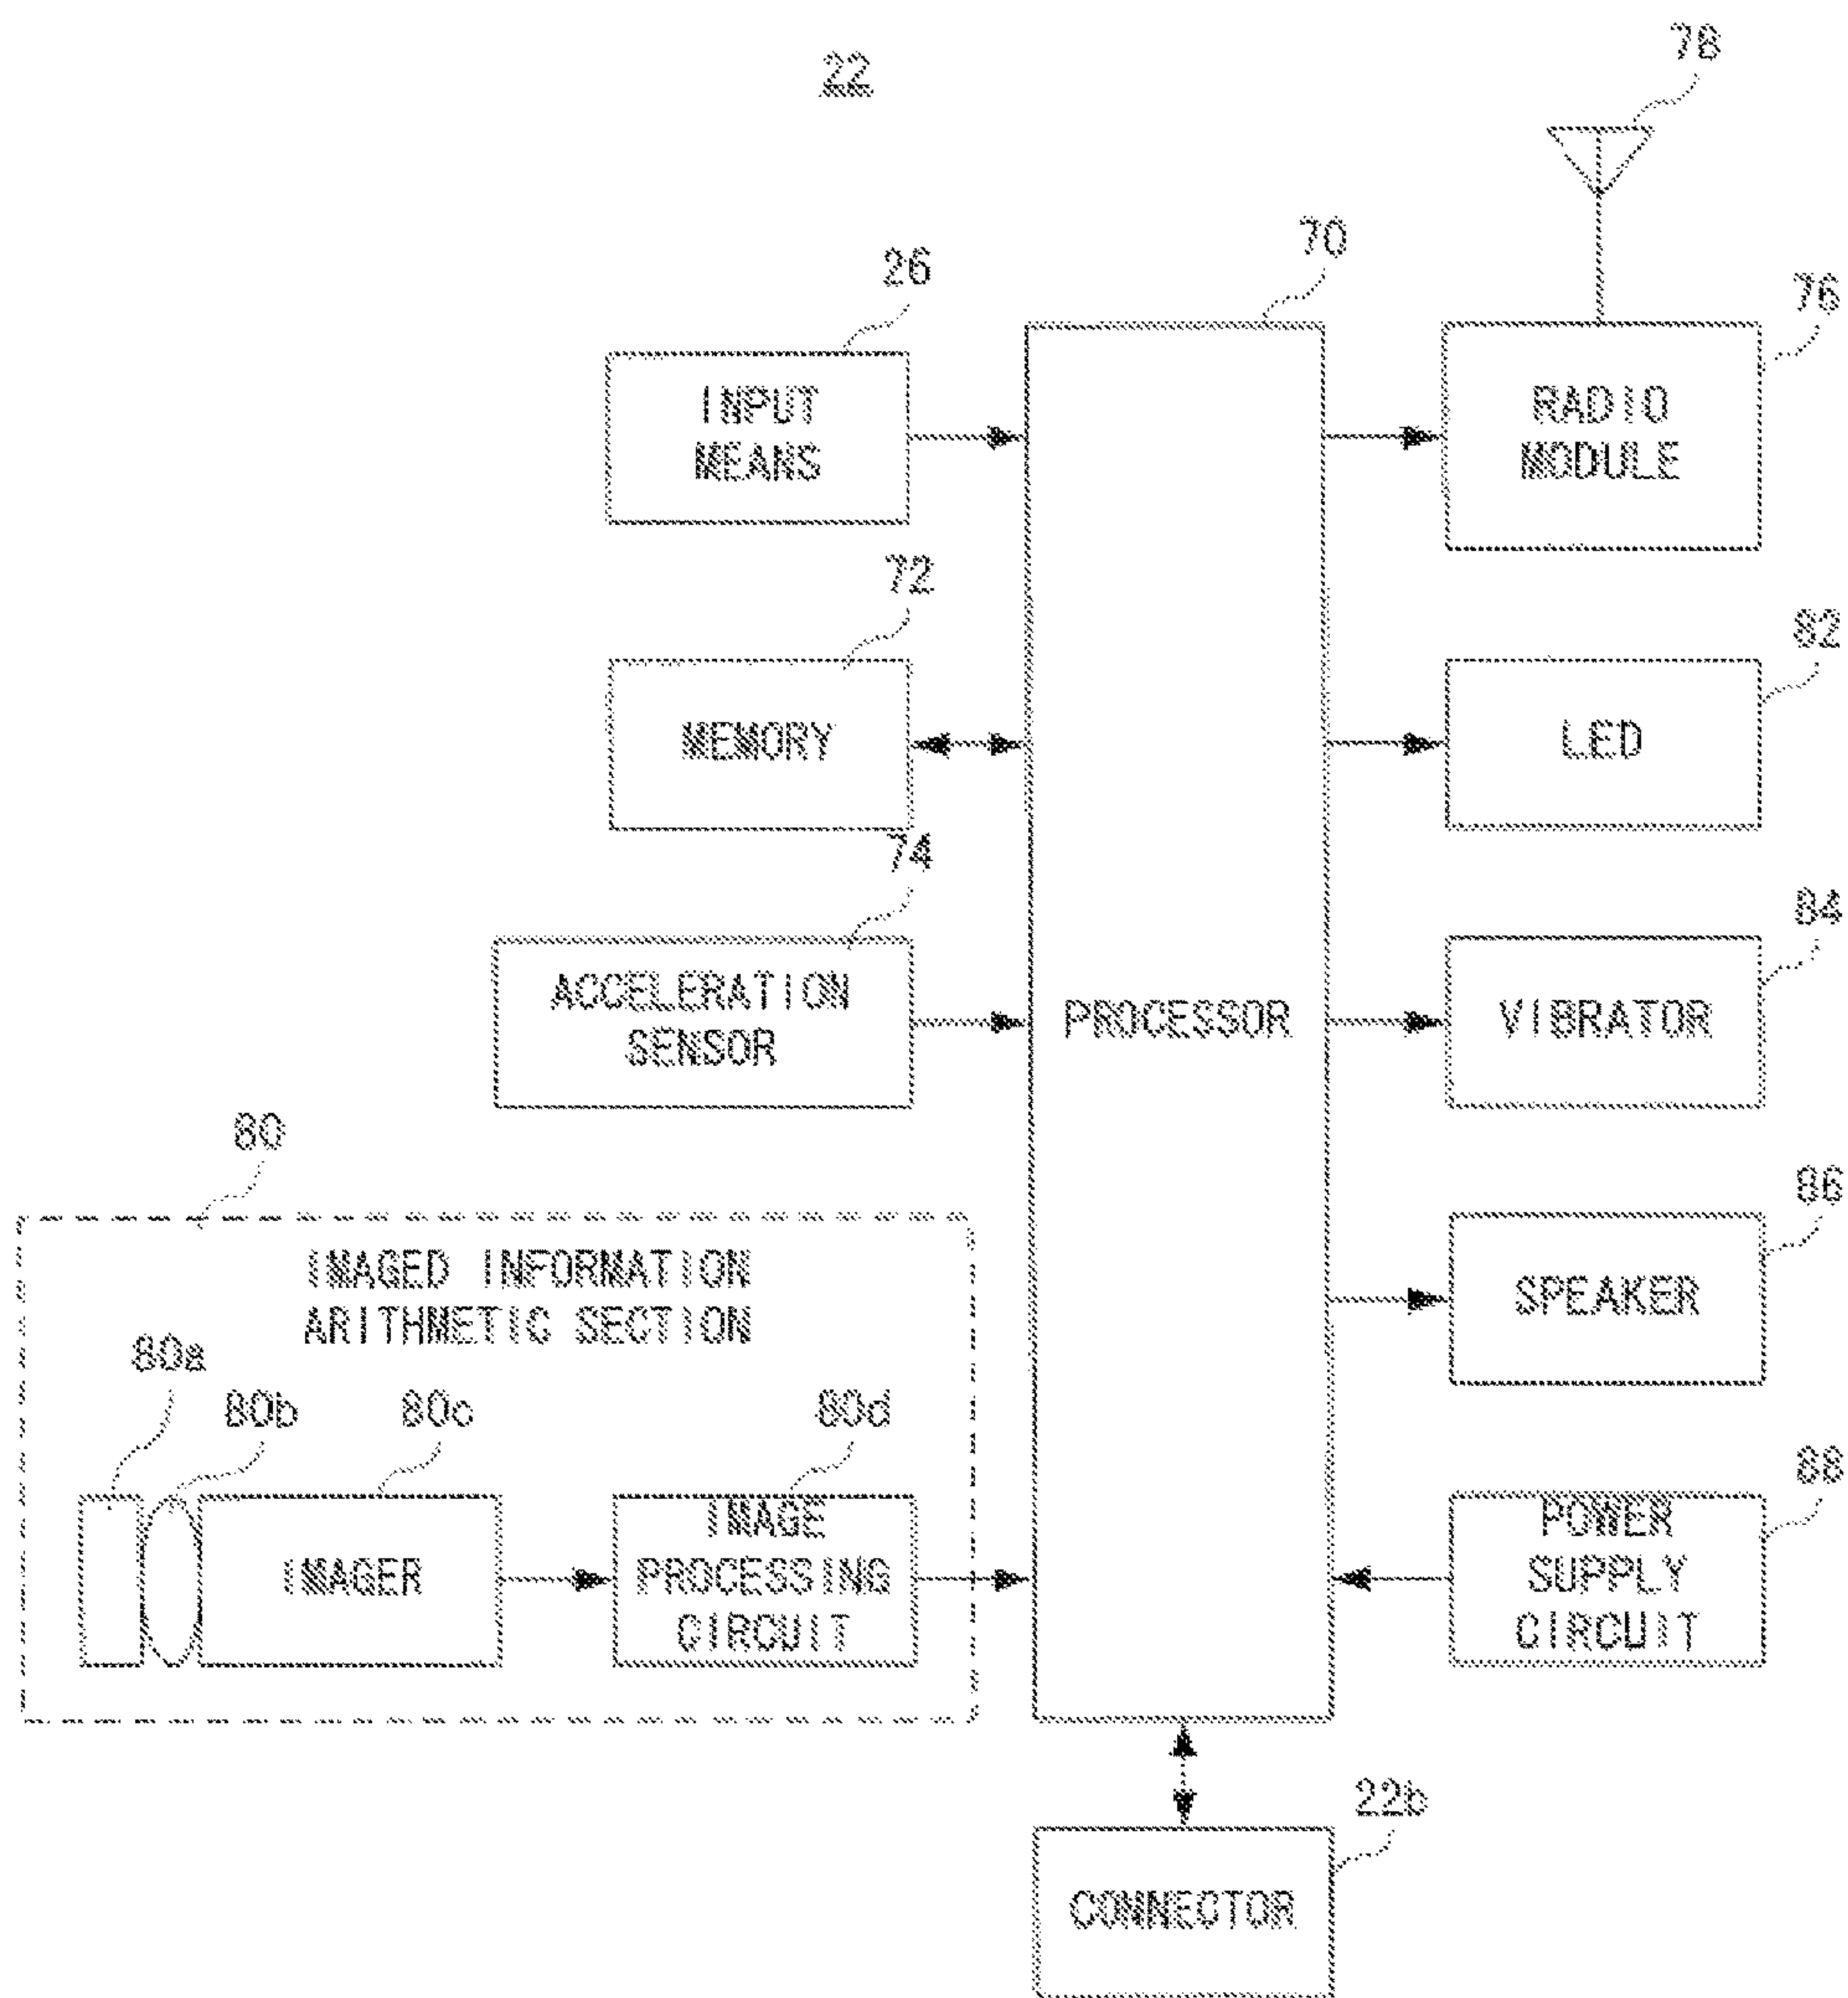 22
78
26
70
76
INPUT
MEANS
RADIO
MODULE
72
82
MEMORY
LED
74
84
ACCELERATION
SENSOR
PROCESSOR
VIBRATOR
80
86
IMAGED INFORMATION
ARITHMETIC SECTION
SPEAKER
80a
80b
80c
80d
88
IMAGER
IMAGE
PROCESSING
CIRCUIT
POWER
SUPPLY
CIRCUIT
22b
CONNECTOR